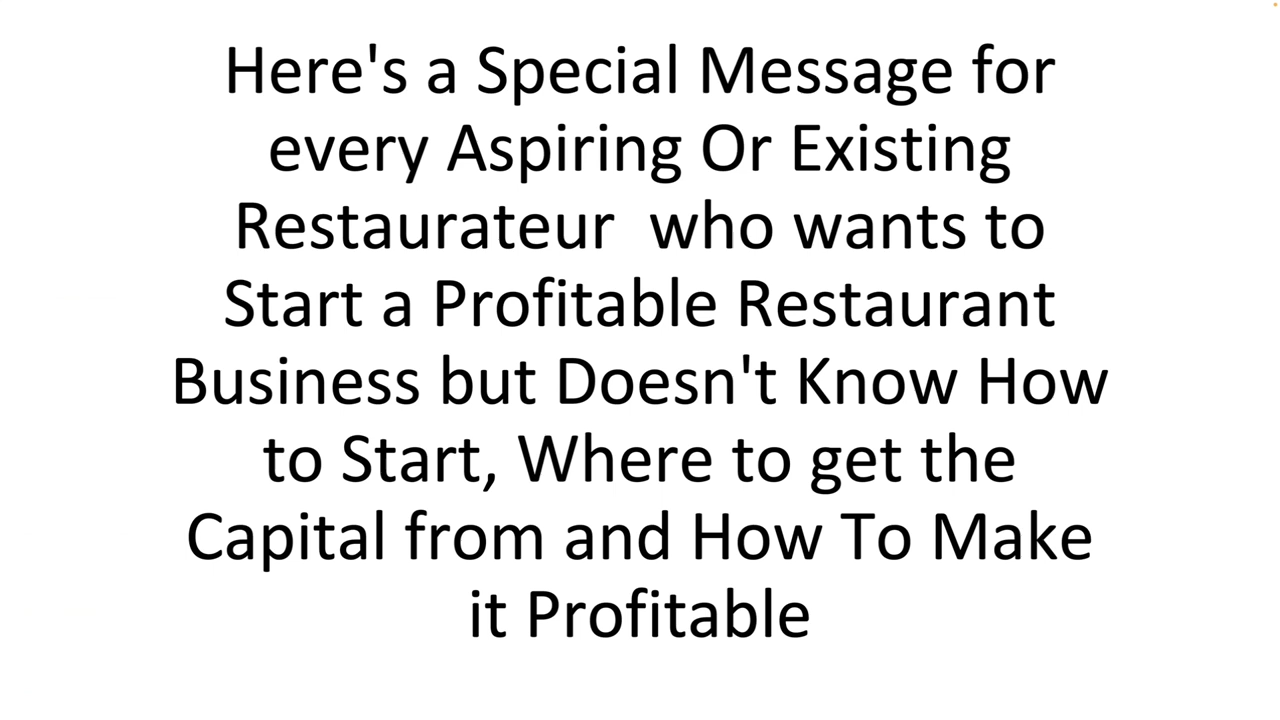 Here's a Special Message for
every Aspiring Or Existing
Restaurateur  who wants to
Start a Profitable Restaurant
Business but Doesn't Know How
to Start, Where to get the
Capital from and How To Make
it Profitable